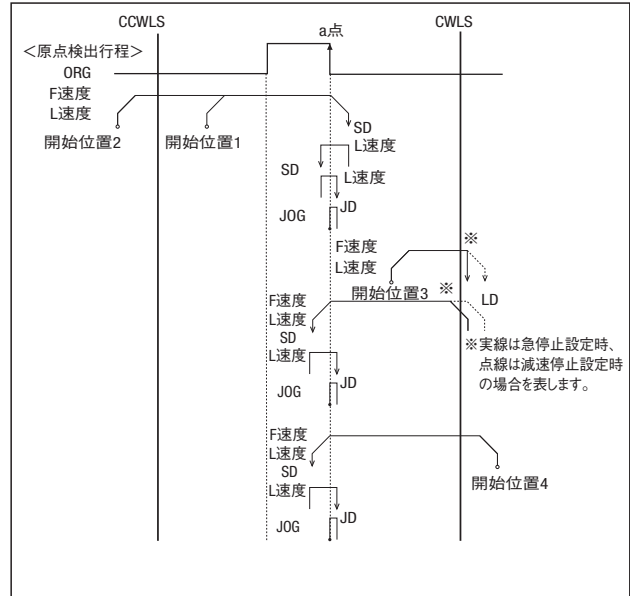 CCWLS
CWLS
a点
<原点検出行程>
ORG
F速度
L速度
開始位置2
開始位置1
SD
L速度
SD
L速度
JOG
JD
F速度
L速度
※
開始位置3
※
LD
F速度
L速度
SD
L速度
※実線は急停止設定時、
点線は減速停止設定時
の場合を表します。
JOG
JD
F速度
L速度
SD
L速度
開始位置4
JOG
JD